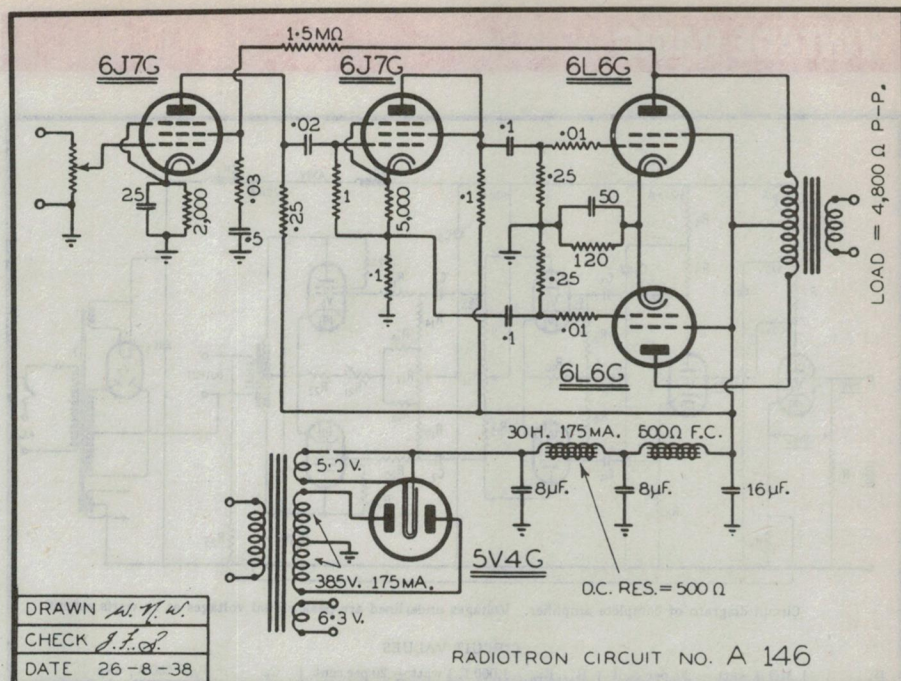 1·5 MΩ
6J7G
6J7G
6L6G
·02
·1
·01
25
2,000
·03
·5
·25
1
5,000
·1
·1
·25
50
120
·25
·1
·01
6L6G
LOAD = 4,800 Ω P-P.
30 H. 175 MA.
500Ω F.C.
5·0 V.
8µF.
8µF.
16µF.
5V4G
385V. 175 MA.
6·3 V.
D.C. RES. = 500 Ω
DRAWN W. N. W.
CHECK
DATE 26-8-38
RADIOTRON CIRCUIT NO. A 146